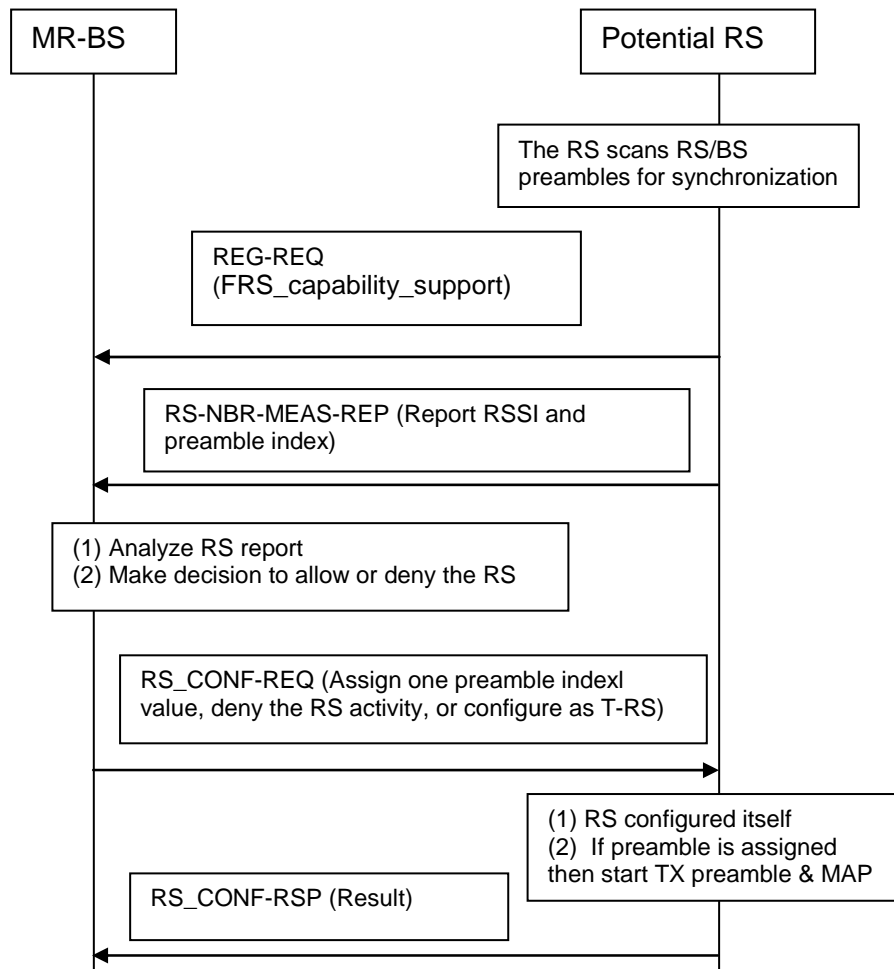 MR-BS
Potential RS
The RS scans RS/BS
preambles for synchronization
REG-REQ
(FRS_capability_support)
RS-NBR-MEAS-REP (Report RSSI and
preamble index)
(1) Analyze RS report
(2) Make decision to allow or deny the RS
RS_CONF-REQ (Assign one preamble indexl
value, deny the RS activity, or configure as T-RS)
(1) RS configured itself
(2)  If preamble is assigned
then start TX preamble & MAP
RS_CONF-RSP (Result)